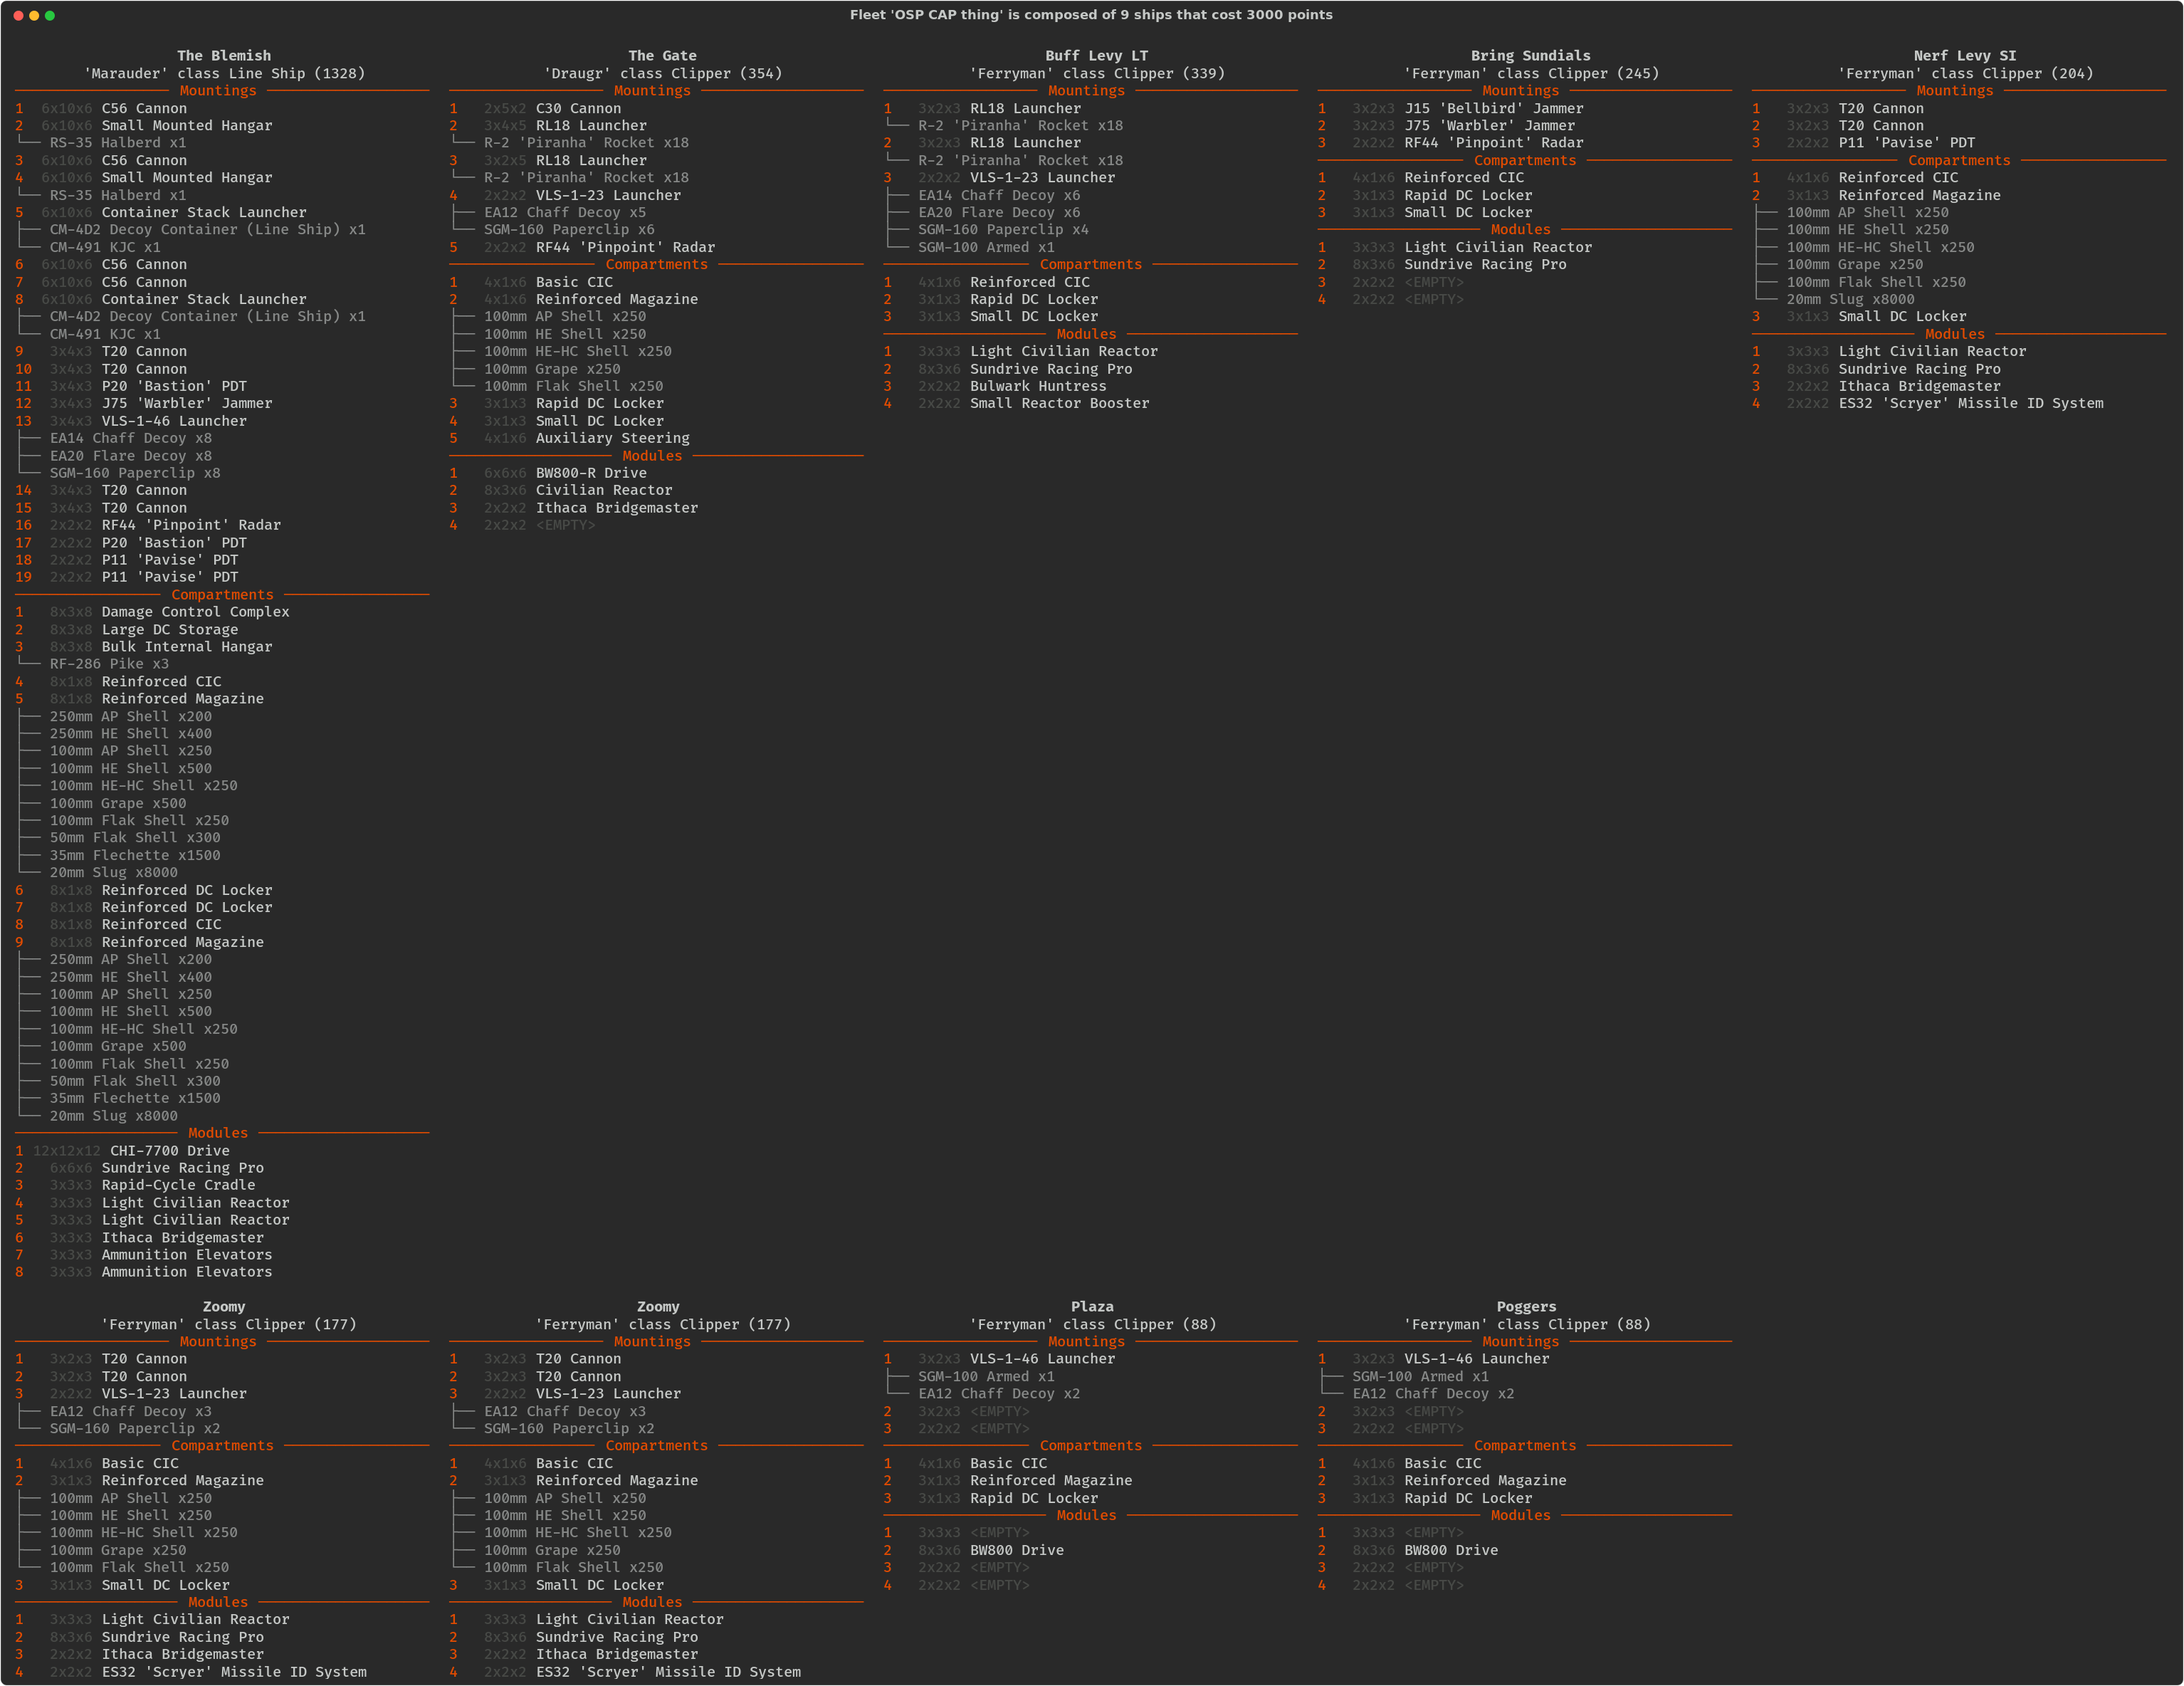 Fleet 'OSP CAP thing' is composed of 9 ships that cost 3000 points
The Blemish
'Marauder' class Line Ship (1328)
Mountings
1 6x10x6 C56 Cannon
2 6x10x6 Small Mounted Hangar
RS-35 Halberd x1
3 6x10x6 C56 Cannon
4 6x10x6 Small Mounted Hangar
RS-35 Halberd x1
5 6x10x6 Container Stack Launcher
CM-4D2 Decoy Container (Line Ship) x1
CM-491 KJC x1
6 6x10x6 C56 Cannon
7 6x10x6 C56 Cannon
8 6x10x6 Container Stack Launcher
CM-4D2 Decoy Container (Line Ship) x1
CM-491 KJC x1
9 3x4x3 T20 Cannon
10 3x4x3 T20 Cannon
11 3x4x3 P20 'Bastion' PDT
12 3x4x3 J75 'Warbler' Jammer
13 3x4x3 VLS-1-46 Launcher
EA14 Chaff Decoy x8
EA20 Flare Decoy x8
SGM-160 Paperclip x8
14 3x4x3 T20 Cannon
15 3x4x3 T20 Cannon
16 2x2x2 RF44 'Pinpoint' Radar
17 2x2x2 P20 'Bastion' PDT
18 2x2x2 P11 'Pavise' PDT
19 2x2x2 P11 'Pavise' PDT
Compartments
1 8x3x8 Damage Control Complex
2 8x3x8 Large DC Storage
3 8x3x8 Bulk Internal Hangar
RF-286 Pike x3
4 8x1x8 Reinforced CIC
5 8x1x8 Reinforced Magazine
250mm AP Shell x200
250mm HE Shell x400
100mm AP Shell x250
100mm HE Shell x500
100mm HE-HC Shell x250
100mm Grape x500
100mm Flak Shell x250
50mm Flak Shell x300
35mm Flechette x1500
20mm Slug x8000
6 8x1x8 Reinforced DC Locker
7 8x1x8 Reinforced DC Locker
8 8x1x8 Reinforced CIC
9 8x1x8 Reinforced Magazine
250mm AP Shell x200
250mm HE Shell x400
100mm AP Shell x250
100mm HE Shell x500
100mm HE-HC Shell x250
100mm Grape x500
100mm Flak Shell x250
50mm Flak Shell x300
35mm Flechette x1500
20mm Slug x8000
Modules
1 12x12x12 CHI-7700 Drive
2 6x6x6 Sundrive Racing Pro
3 3x3x3 Rapid-Cycle Cradle
4 3x3x3 Light Civilian Reactor
5 3x3x3 Light Civilian Reactor
6 3x3x3 Ithaca Bridgemaster
7 3x3x3 Ammunition Elevators
8 3x3x3 Ammunition Elevators
The Gate
'Draugr' class Clipper (354)
Mountings
1 2x5x2 C30 Cannon
2 3x4x5 RL18 Launcher
R-2 'Piranha' Rocket x18
3 3x2x5 RL18 Launcher
R-2 'Piranha' Rocket x18
4 2x2x2 VLS-1-23 Launcher
EA12 Chaff Decoy x5
SGM-160 Paperclip x6
5 2x2x2 RF44 'Pinpoint' Radar
Compartments
1 4x1x6 Basic CIC
2 4x1x6 Reinforced Magazine
100mm AP Shell x250
100mm HE Shell x250
100mm HE-HC Shell x250
100mm Grape x250
100mm Flak Shell x250
3 3x1x3 Rapid DC Locker
4 3x1x3 Small DC Locker
5 4x1x6 Auxiliary Steering
Modules
1 6x6x6 BW800-R Drive
2 8x3x6 Civilian Reactor
3 2x2x2 Ithaca Bridgemaster
4 2x2x2 <EMPTY>
Buff Levy LT
'Ferryman' class Clipper (339)
Mountings
1 3x2x3 RL18 Launcher
R-2 'Piranha' Rocket x18
2 3x2x3 RL18 Launcher
R-2 'Piranha' Rocket x18
3 2x2x2 VLS-1-23 Launcher
EA14 Chaff Decoy x6
EA20 Flare Decoy x6
SGM-160 Paperclip x4
SGM-100 Armed x1
Compartments
1 4x1x6 Reinforced CIC
2 3x1x3 Rapid DC Locker
3 3x1x3 Small DC Locker
Modules
1 3x3x3 Light Civilian Reactor
2 8x3x6 Sundrive Racing Pro
3 2x2x2 Bulwark Huntress
4 2x2x2 Small Reactor Booster
Bring Sundials
'Ferryman' class Clipper (245)
Mountings
1 3x2x3 J15 'Bellbird' Jammer
2 3x2x3 J75 'Warbler' Jammer
3 2x2x2 RF44 'Pinpoint' Radar
Compartments
1 4x1x6 Reinforced CIC
2 3x1x3 Rapid DC Locker
3 3x1x3 Small DC Locker
Modules
1 3x3x3 Light Civilian Reactor
2 8x3x6 Sundrive Racing Pro
3 2x2x2 <EMPTY>
4 2x2x2 <EMPTY>
Nerf Levy SI
'Ferryman' class Clipper (204)
Mountings
1 3x2x3 T20 Cannon
2 3x2x3 T20 Cannon
3 2x2x2 P11 'Pavise' PDT
Compartments
1 4x1x6 Reinforced CIC
2 3x1x3 Reinforced Magazine
100mm AP Shell x250
100mm HE Shell x250
100mm HE-HC Shell x250
100mm Grape x250
100mm Flak Shell x250
20mm Slug x8000
3 3x1x3 Small DC Locker
Modules
1 3x3x3 Light Civilian Reactor
2 8x3x6 Sundrive Racing Pro
3 2x2x2 Ithaca Bridgemaster
4 2x2x2 ES32 'Scryer' Missile ID System
Zoomy
'Ferryman' class Clipper (177)
Mountings
1 3x2x3 T20 Cannon
2 3x2x3 T20 Cannon
3 2x2x2 VLS-1-23 Launcher
EA12 Chaff Decoy x3
SGM-160 Paperclip x2
Compartments
1 4x1x6 Basic CIC
2 3x1x3 Reinforced Magazine
100mm AP Shell x250
100mm HE Shell x250
100mm HE-HC Shell x250
100mm Grape x250
100mm Flak Shell x250
3 3x1x3 Small DC Locker
Modules
1 3x3x3 Light Civilian Reactor
2 8x3x6 Sundrive Racing Pro
3 2x2x2 Ithaca Bridgemaster
4 2x2x2 ES32 'Scryer' Missile ID System
Zoomy
'Ferryman' class Clipper (177)
Mountings
1 3x2x3 T20 Cannon
2 3x2x3 T20 Cannon
3 2x2x2 VLS-1-23 Launcher
EA12 Chaff Decoy x3
SGM-160 Paperclip x2
Compartments
1 4x1x6 Basic CIC
2 3x1x3 Reinforced Magazine
100mm AP Shell x250
100mm HE Shell x250
100mm HE-HC Shell x250
100mm Grape x250
100mm Flak Shell x250
3 3x1x3 Small DC Locker
Modules
1 3x3x3 Light Civilian Reactor
2 8x3x6 Sundrive Racing Pro
3 2x2x2 Ithaca Bridgemaster
4 2x2x2 ES32 'Scryer' Missile ID System
Plaza
'Ferryman' class Clipper (88)
Mountings
1 3x2x3 VLS-1-46 Launcher
SGM-100 Armed x1
EA12 Chaff Decoy x2
2 3x2x3 <EMPTY>
3 2x2x2 <EMPTY>
Compartments
1 4x1x6 Basic CIC
2 3x1x3 Reinforced Magazine
3 3x1x3 Rapid DC Locker
Modules
1 3x3x3 <EMPTY>
2 8x3x6 BW800 Drive
3 2x2x2 <EMPTY>
4 2x2x2 <EMPTY>
Poggers
'Ferryman' class Clipper (88)
Mountings
1 3x2x3 VLS-1-46 Launcher
SGM-100 Armed x1
EA12 Chaff Decoy x2
2 3x2x3 <EMPTY>
3 2x2x2 <EMPTY>
Compartments
1 4x1x6 Basic CIC
2 3x1x3 Reinforced Magazine
3 3x1x3 Rapid DC Locker
Modules
1 3x3x3 <EMPTY>
2 8x3x6 BW800 Drive
3 2x2x2 <EMPTY>
4 2x2x2 <EMPTY>